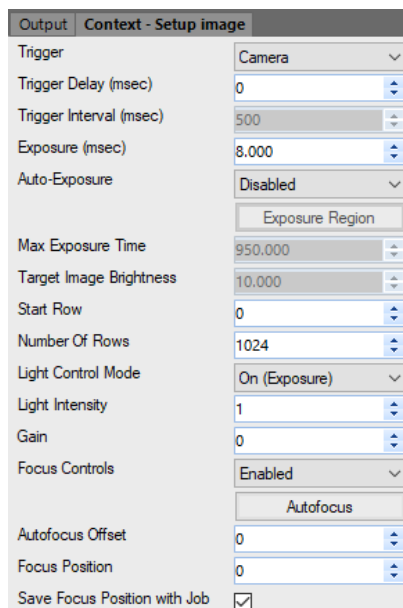 Output Context - Setup image
Trigger Camera
Trigger Delay (msec) 0
Trigger Interval (msec) 500
Exposure (msec) 8.000
Auto-Exposure Disabled
Exposure Region
Max Exposure Time 950.000
Target Image Brightness 10.000
Start Row 0
Number Of Rows 1024
Light Control Mode On (Exposure)
Light Intensity 1
Gain 0
Focus Controls Enabled
Autofocus
Autofocus Offset 0
Focus Position 0
Save Focus Position with Job